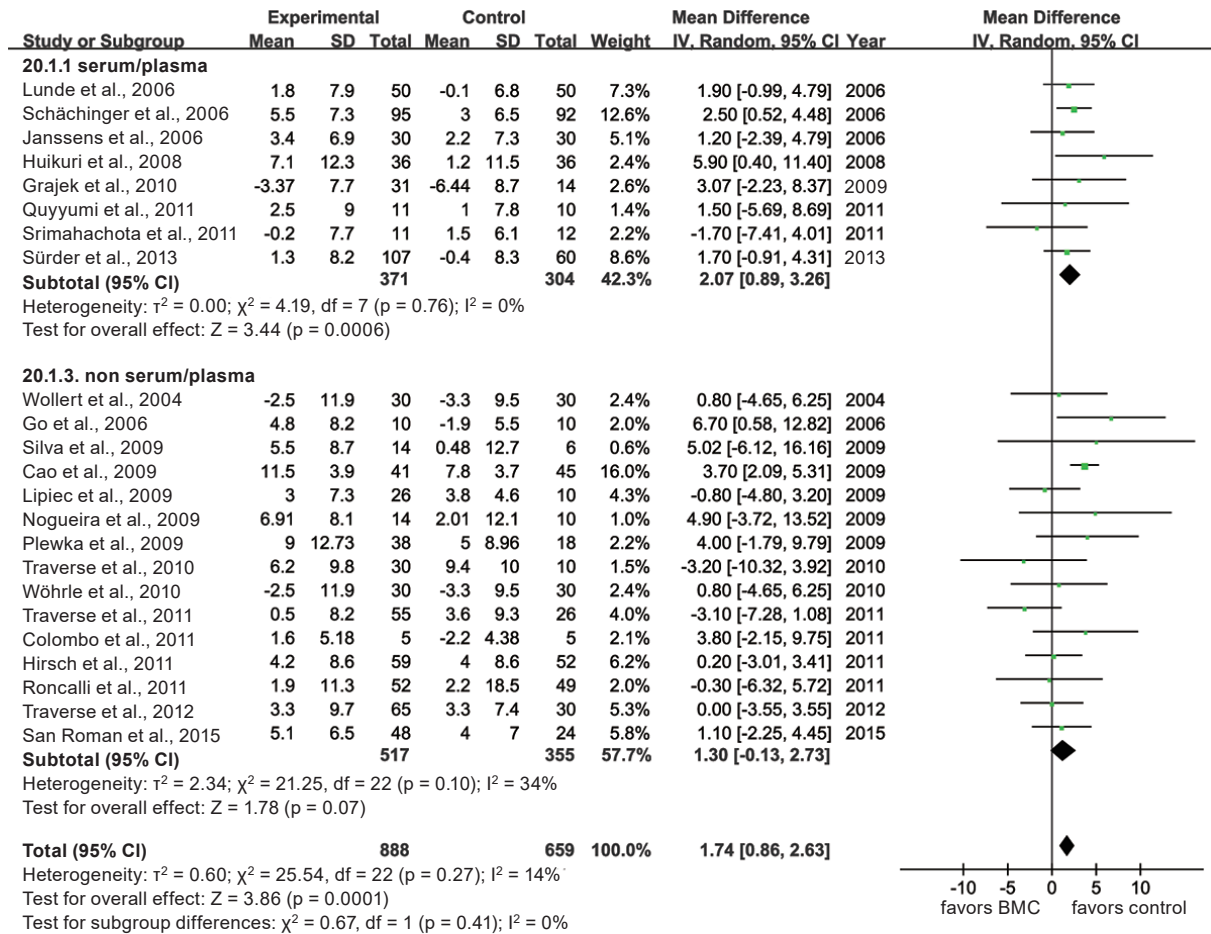 Experimental Control Mean Difference Mean Difference
Study or Subgroup Mean SD Total Mean SD Total Weight IV, Random, 95% CI Year IV, Random, 95% CI
20.1.1 serum/plasma
Lunde et al., 2006 1.8 7.9 50 -0.1 6.8 50 7.3% 1.90 [-0.99, 4.79] 2006
Schächinger et al., 2006 5.5 7.3 95 3 6.5 92 12.6% 2.50 [0.52, 4.48] 2006
Janssens et al., 2006 3.4 6.9 30 2.2 7.3 30 5.1% 1.20 [-2.39, 4.79] 2006
Huikuri et al., 2008 7.1 12.3 36 1.2 11.5 36 2.4% 5.90 [0.40, 11.40] 2008
Grajek et al., 2010 -3.37 7.7 31 -6.44 8.7 14 2.6% 3.07 [-2.23, 8.37] 2009
Quyyumi et al., 2011 2.5 9 11 1 7.8 10 1.4% 1.50 [-5.69, 8.69] 2011
Srimahachota et al., 2011 -0.2 7.7 11 1.5 6.1 12 2.2% -1.70 [-7.41, 4.01] 2011
Sürder et al., 2013 1.3 8.2 107 -0.4 8.3 60 8.6% 1.70 [-0.91, 4.31] 2013
Subtotal (95% CI) 371 304 42.3% 2.07 [0.89, 3.26]
Heterogeneity: τ² = 0.00; χ² = 4.19, df = 7 (p = 0.76); I² = 0%
Test for overall effect: Z = 3.44 (p = 0.0006)
20.1.3. non serum/plasma
Wollert et al., 2004 -2.5 11.9 30 -3.3 9.5 30 2.4% 0.80 [-4.65, 6.25] 2004
Go et al., 2006 4.8 8.2 10 -1.9 5.5 10 2.0% 6.70 [0.58, 12.82] 2006
Silva et al., 2009 5.5 8.7 14 0.48 12.7 6 0.6% 5.02 [-6.12, 16.16] 2009
Cao et al., 2009 11.5 3.9 41 7.8 3.7 45 16.0% 3.70 [2.09, 5.31] 2009
Lipiec et al., 2009 3 7.3 26 3.8 4.6 10 4.3% -0.80 [-4.80, 3.20] 2009
Nogueira et al., 2009 6.91 8.1 14 2.01 12.1 10 1.0% 4.90 [-3.72, 13.52] 2009
Plewka et al., 2009 9 12.73 38 5 8.96 18 2.2% 4.00 [-1.79, 9.79] 2009
Traverse et al., 2010 6.2 9.8 30 9.4 10 10 1.5% -3.20 [-10.32, 3.92] 2010
Wöhrle et al., 2010 -2.5 11.9 30 -3.3 9.5 30 2.4% 0.80 [-4.65, 6.25] 2010
Traverse et al., 2011 0.5 8.2 55 3.6 9.3 26 4.0% -3.10 [-7.28, 1.08] 2011
Colombo et al., 2011 1.6 5.18 5 -2.2 4.38 5 2.1% 3.80 [-2.15, 9.75] 2011
Hirsch et al., 2011 4.2 8.6 59 4 8.6 52 6.2% 0.20 [-3.01, 3.41] 2011
Roncalli et al., 2011 1.9 11.3 52 2.2 18.5 49 2.0% -0.30 [-6.32, 5.72] 2011
Traverse et al., 2012 3.3 9.7 65 3.3 7.4 30 5.4% 0.00 [-3.55, 3.55] 2012
San Roman et al., 2015 5.1 6.5 48 4 7 24 5.8% 1.10 [-2.25, 4.45] 2015
Subtotal (95% CI) 517 355 57.7% 1.30 [-0.13, 2.73]
Heterogeneity: τ² = 2.34; χ² = 21.25, df = 22 (p = 0.10); I² = 34%
Test for overall effect: Z = 1.78 (p = 0.07)
Total (95% CI) 888 659 100.0% 1.74 [0.86, 2.63]
Heterogeneity: τ² = 0.60; χ² = 25.54, df = 22 (p = 0.27); I² = 14%
Test for overall effect: Z = 3.86 (p = 0.0001)
Test for subgroup differences: χ² = 0.67, df = 1 (p = 0.41); I² = 0%
-10 -5 0 5 10
favors BMC favors control